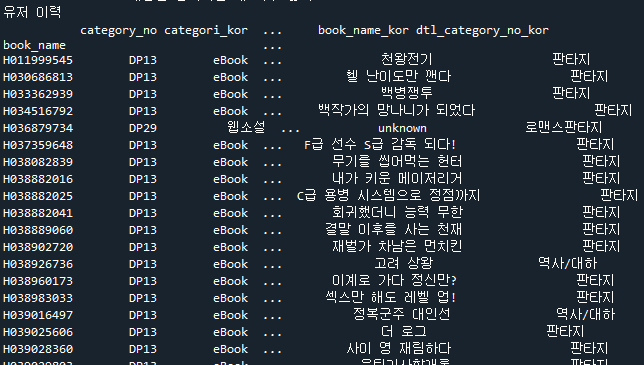 유저 이력
category_no categori_kor ... book_name_kor dtl_category_no_kor
book_name ...
H011999545 DP13 eBook ... 천왕전기 판타지
H030686813 DP13 eBook ... 헬 난이도만 깬다 판타지
H033362939 DP13 eBook ... 백병쟁투 판타지
H034516792 DP13 eBook ... 백작가의 망나니가 되었다 판타지
H036879734 DP29 웹소설 ... unknown 로맨스판타지
H037359648 DP13 eBook ... F급 선수 S급 감독 되다! 판타지
H038082839 DP13 eBook ... 무기를 씹어먹는 헌터 판타지
H038882016 DP13 eBook ... 내가 키운 메이저리거 판타지
H038882025 DP13 eBook ... C급 용병 시스템으로 정점까지 판타지
H038882041 DP13 eBook ... 회귀했더니 능력 무한 판타지
H038889060 DP13 eBook ... 결말 이후를 사는 천재 판타지
H038902720 DP13 eBook ... 재벌가 차남은 먼치킨 판타지
H038926736 DP13 eBook ... 고려 상왕 역사/대하
H038960173 DP13 eBook ... 이계로 가다 정신만? 판타지
H038983033 DP13 eBook ... 섹스만 해도 레벨 업! 판타지
H039016497 DP13 eBook ... 정복군주 대인선 역사/대하
H039025606 DP13 eBook ... 더 로그 판타지
H039028360 DP13 eBook ... 사이 영 재림하다 판타지